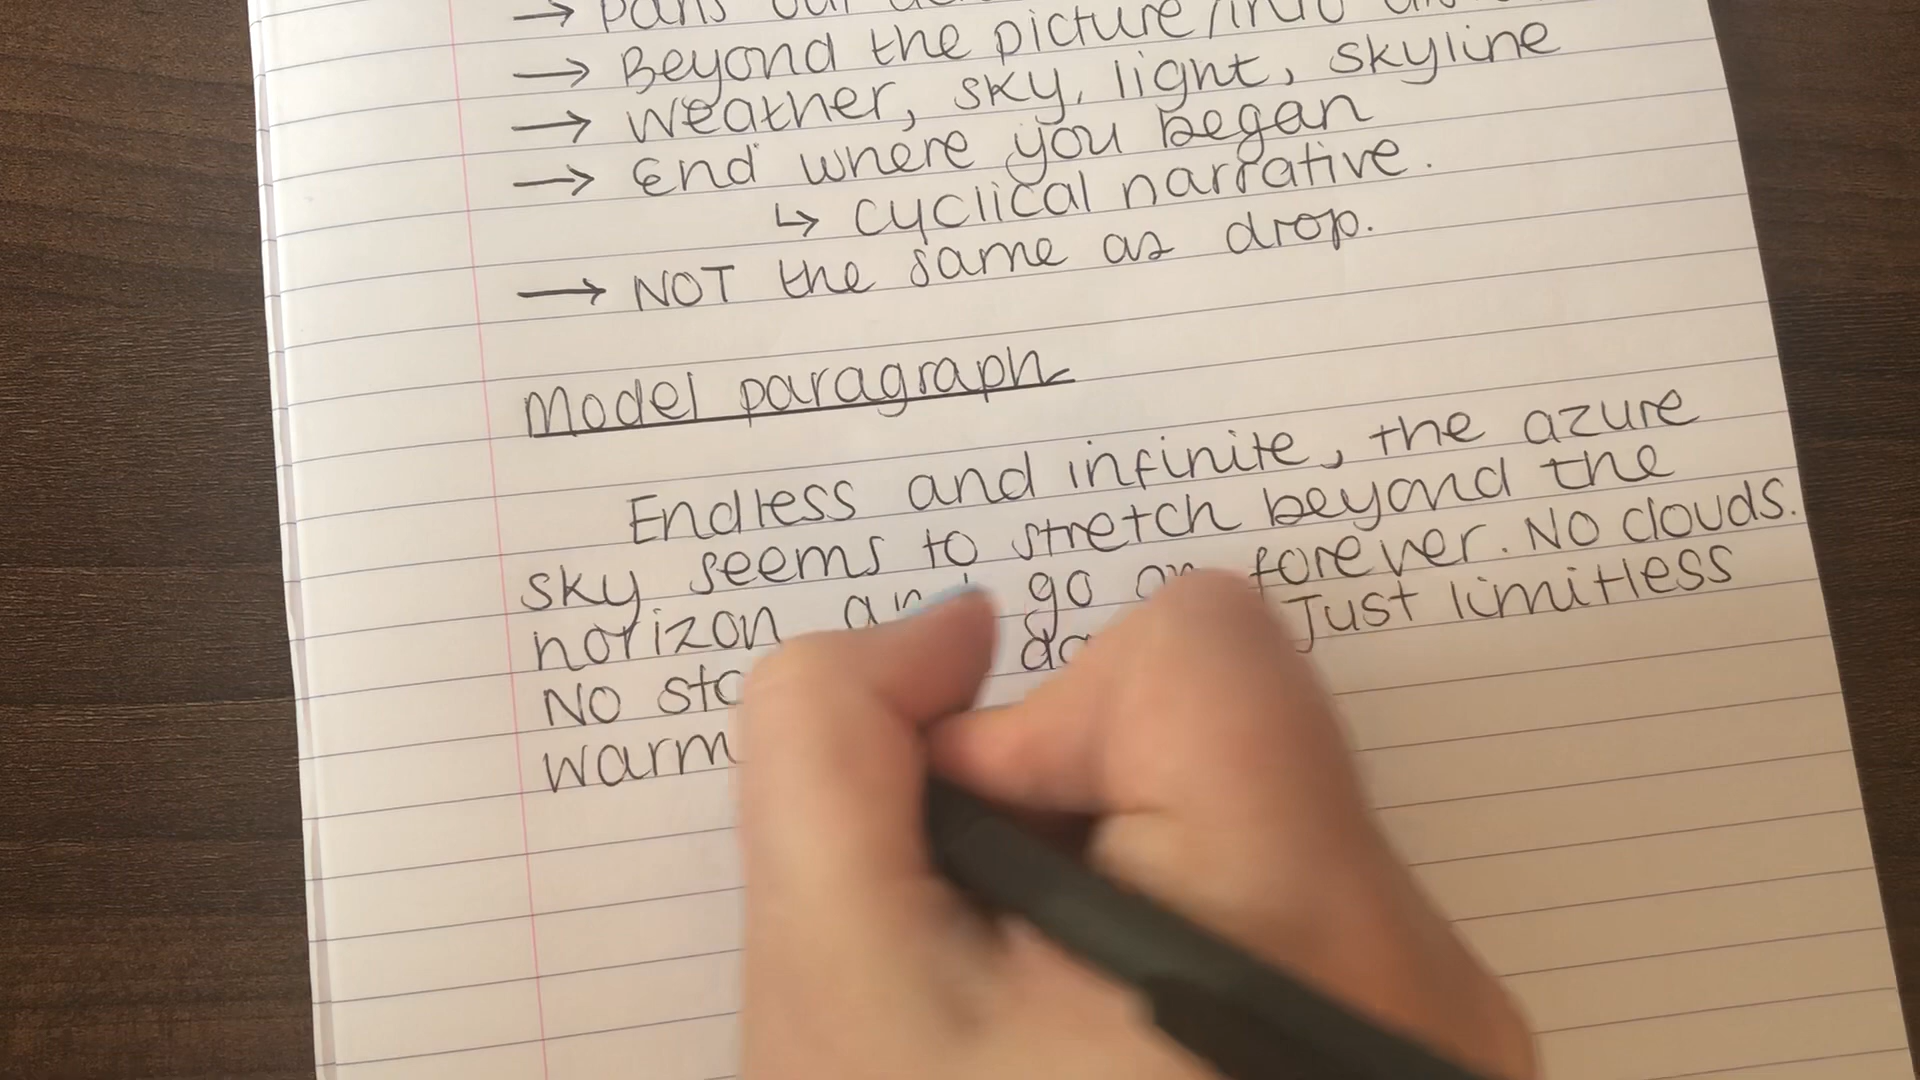 →
→ Beyond the picture/into
→ weather, sky, light, skyline
→ End where you began
↳ cyclical narrative.
→ NOT the same as drop.
Model paragraph
Endless and infinite, the azure
sky seems to stretch beyond the
horizon and go on forever. No clouds.
No Just limitless
warm